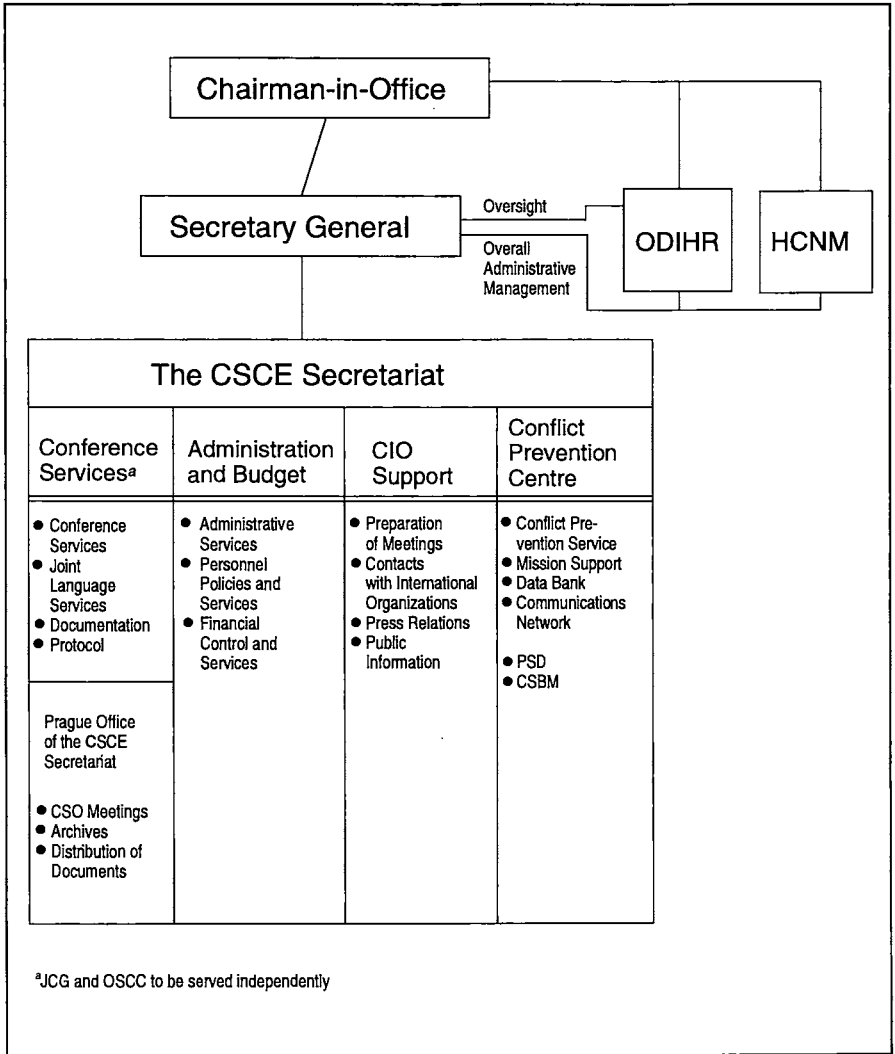 Chairman-in-Office
Secretary General
Oversight
Overall
Administrative
Management
ODIHR
HCNM
The CSCE Secretariat
Conference
Servicesᵃ
● Conference
Services
● Joint
Language
Services
● Documentation
● Protocol
Prague Office
of the CSCE
Secretariat
● CSO Meetings
● Archives
● Distribution of
Documents
Administration
and Budget
● Administrative
Services
● Personnel
Policies and
Services
● Financial
Control and
Services
CIO
Support
● Preparation
of Meetings
● Contacts
with International
Organizations
● Press Relations
● Public
Information
Conflict
Prevention
Centre
● Conflict Pre-
vention Service
● Mission Support
● Data Bank
● Communications
Network
● PSD
● CSBM
ᵃJCG and OSCC to be served independently